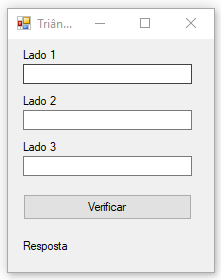 Triân...
Lado 1
Lado 2
Lado 3
Verificar
Resposta